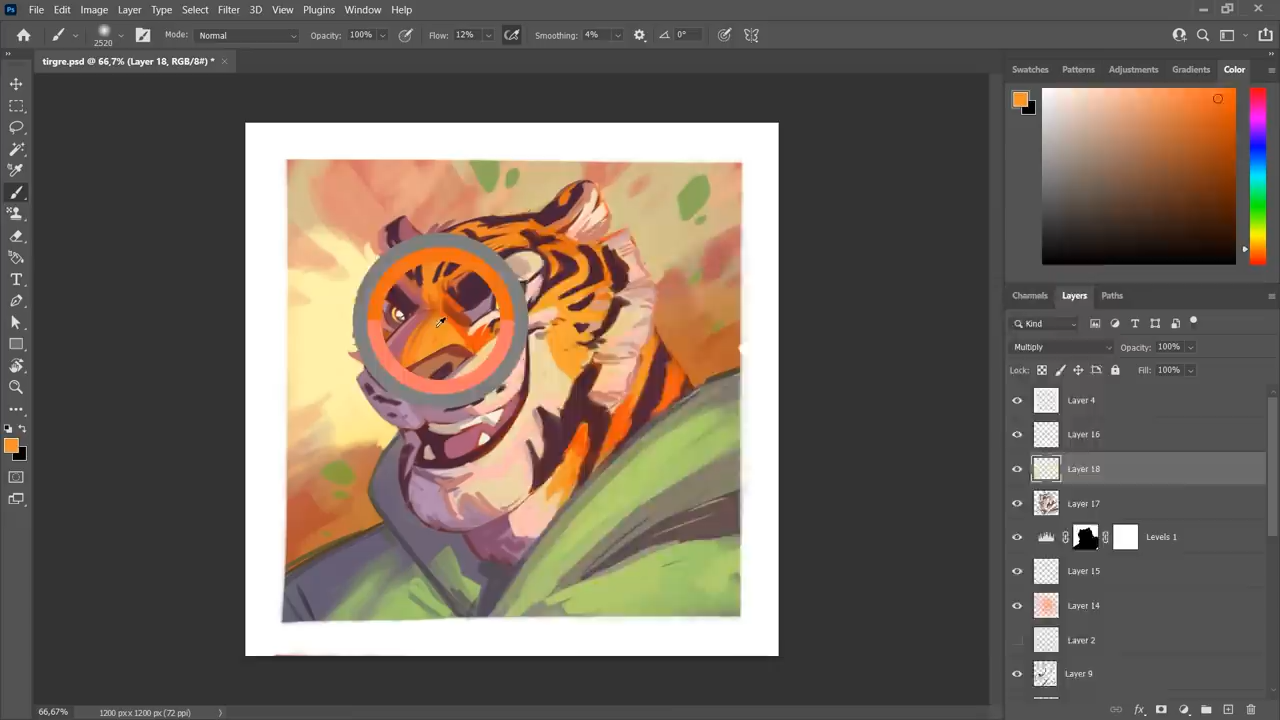 Ps File Edit Image Layer Type Select Filter 3D View Plugins Window Help
2520 Mode: Normal Opacity: 100% Flow: 12% Smoothing: 4% 0°
tirgre.psd @ 66,7% (Layer 18, RGB/8#) * ×
Swatches Patterns Adjustments Gradients Color
Channels Layers Paths
Kind
Multiply Opacity: 100%
Lock: Fill: 100%
Layer 4
Layer 16
Layer 18
Layer 17
Levels 1
Layer 15
Layer 14
Layer 2
Layer 9
66,67% 1200 px x 1200 px (72 ppi)